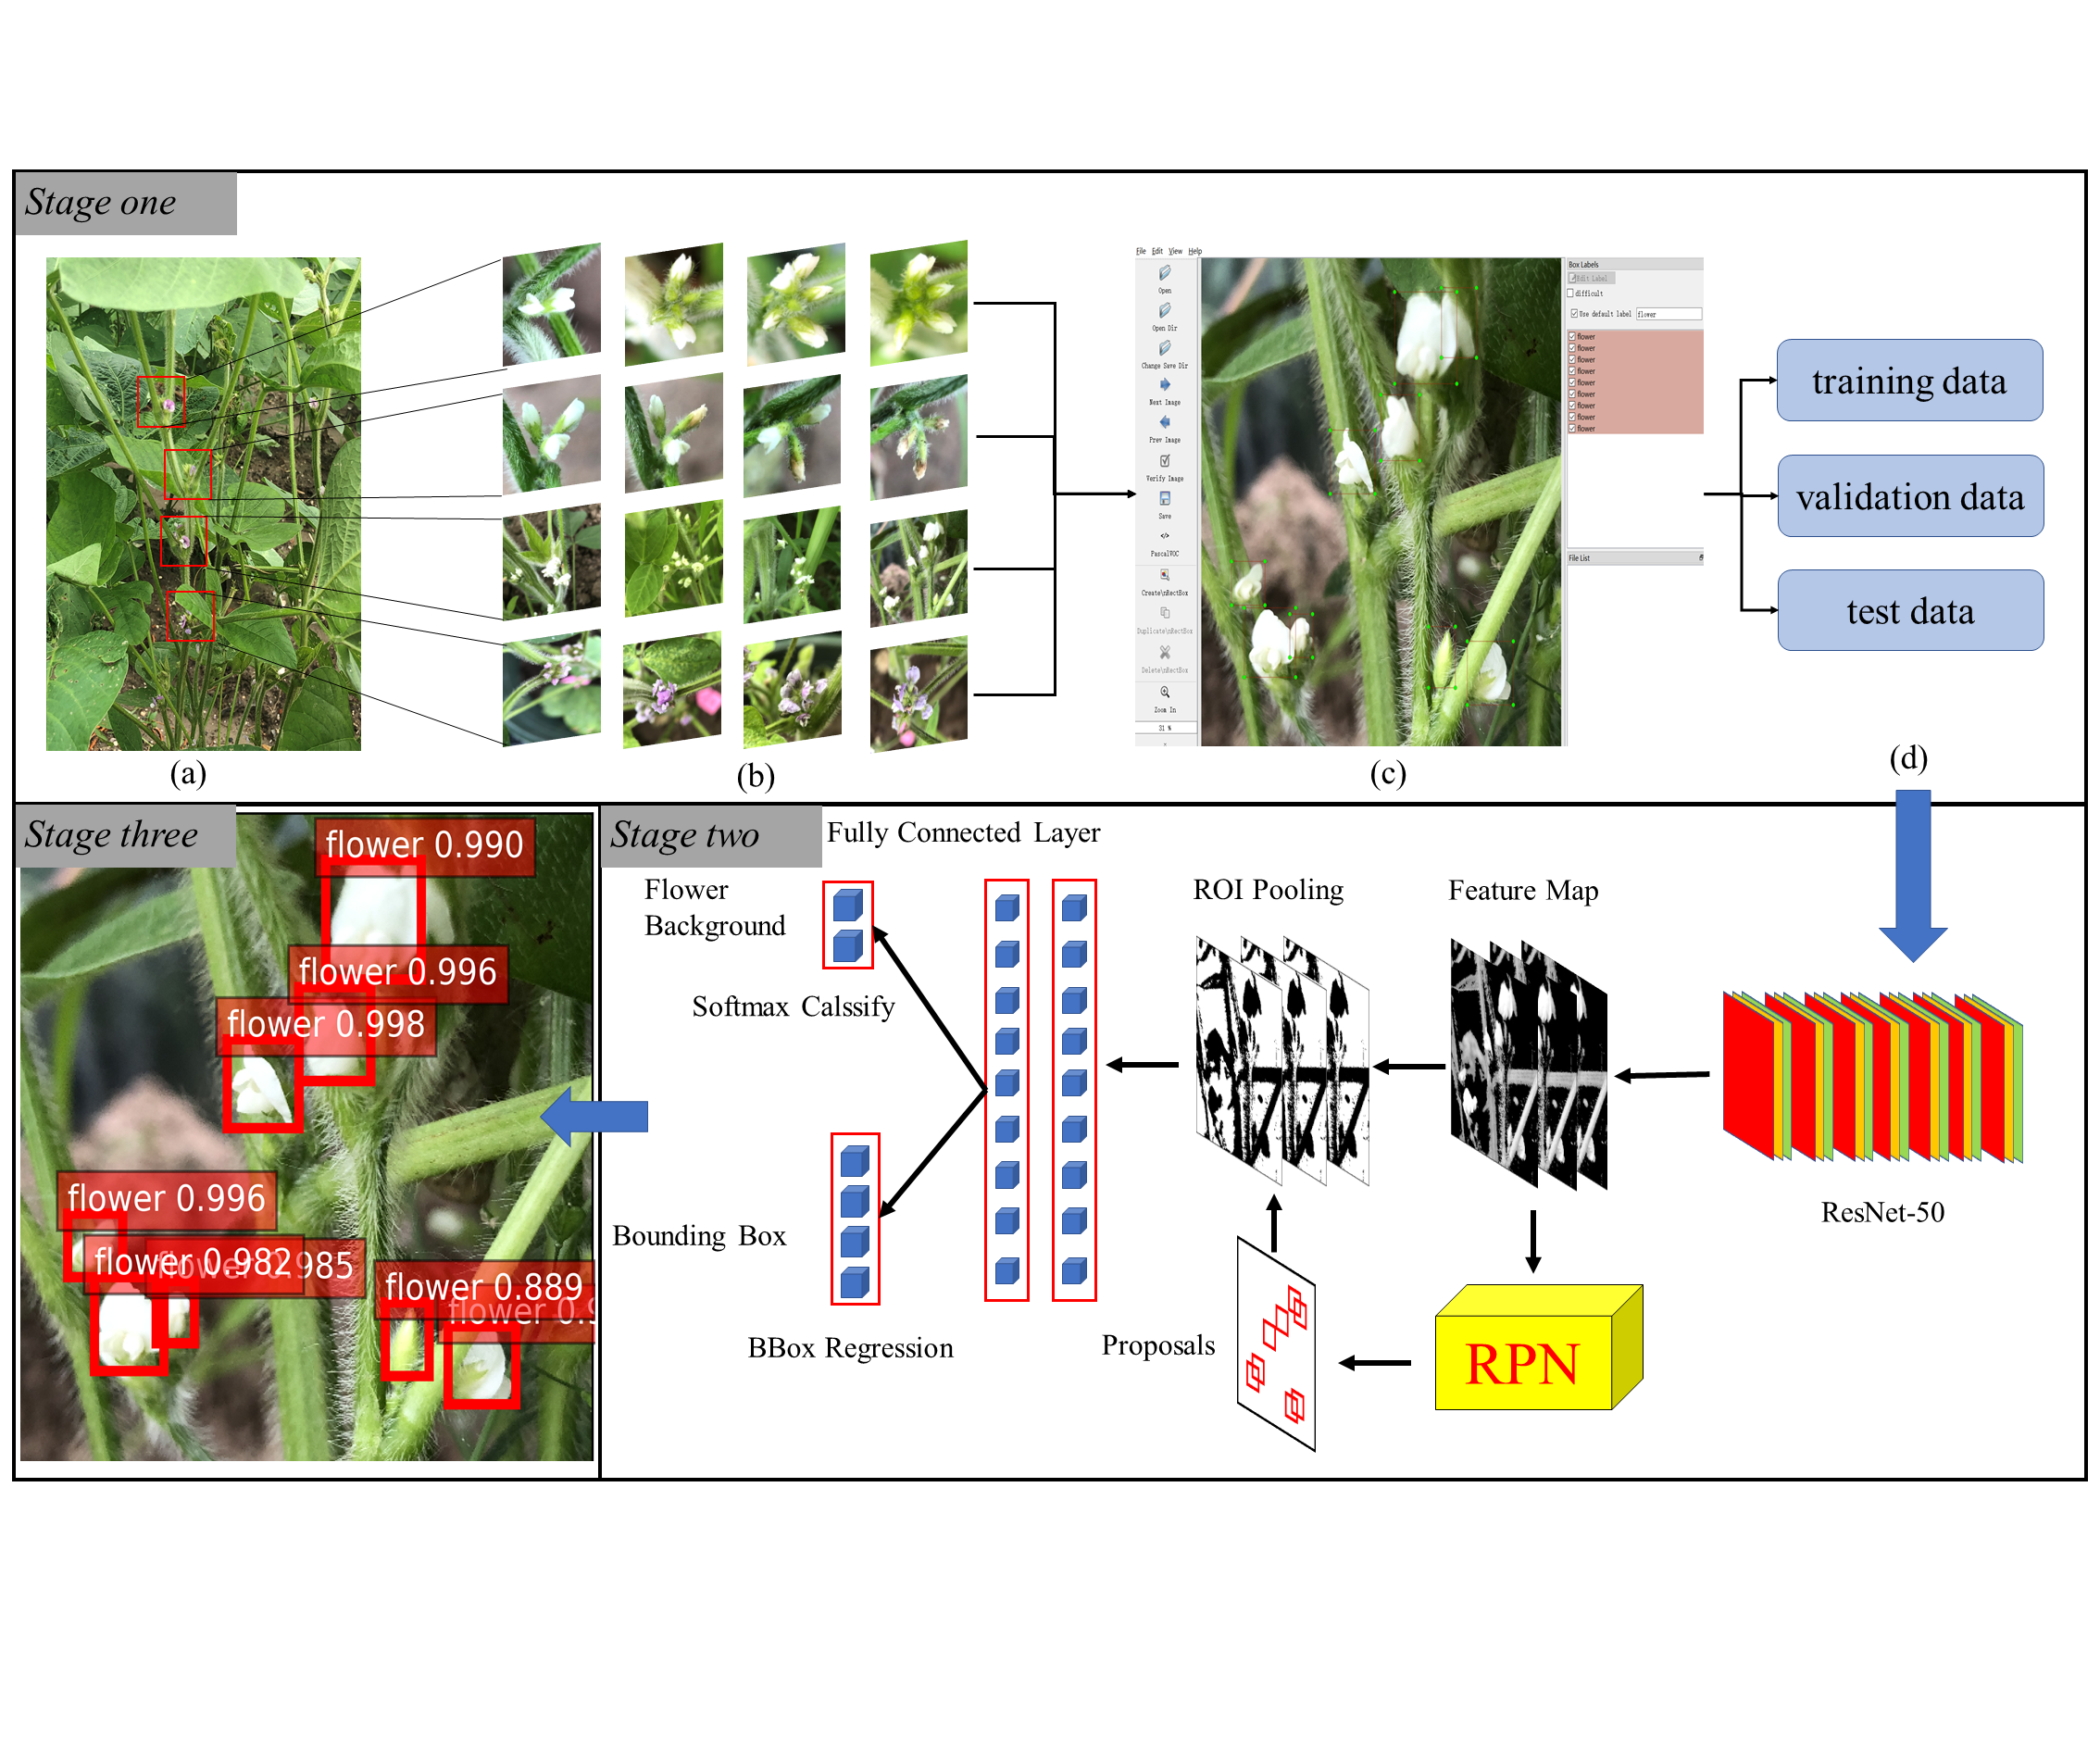 Stage one
File Edit View Help
Open
Open Dir
Change Save Dir
Next Image
Prev Image
Verify Image
Save
</>
PascalVOC
Create\nRectBox
Duplicate\nRectBox
Delete\nRectBox
Zoom In
31 %
Box Labels
Edit Label
difficult
Use default label flower
flower
flower
flower
flower
flower
flower
flower
flower
flower
File List
training data
validation data
test data
(a)
(b)
(c)
(d)
Stage three
flower 0.990
flower 0.996
flower 0.998
flower 0.996
flower 0.982
flower 0.985
flower 0.889
flower 0.9
Stage two
Fully Connected Layer
Flower
Background
Softmax Calssify
Bounding Box
BBox Regression
ROI Pooling
Feature Map
Proposals
RPN
ResNet-50